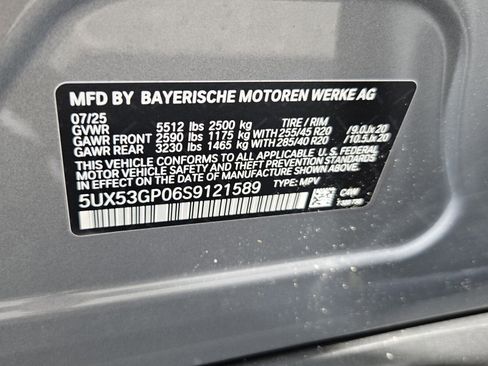 MFD BY BAYERISCHE MOTOREN WERKE AG
07/25 TIRE / RIM
GVWR 5512 lbs 2500 kg
GAWR FRONT 2590 lbs 1175 kg WITH 255/45 R20 /9.0Jx20
GAWR REAR 3230 lbs 1465 kg WITH 285/40 R20 /10.5Jx20
THIS VEHICLE CONFORMS TO ALL APPLICABLE U.S. FEDERAL
MOTOR VEHICLE SAFETY STANDARDS IN EFFECT ON THE
DATE OF MANUFACTURE SHOWN ABOVE.
5UX53GP06S9121589 TYPE: MPV
C4W